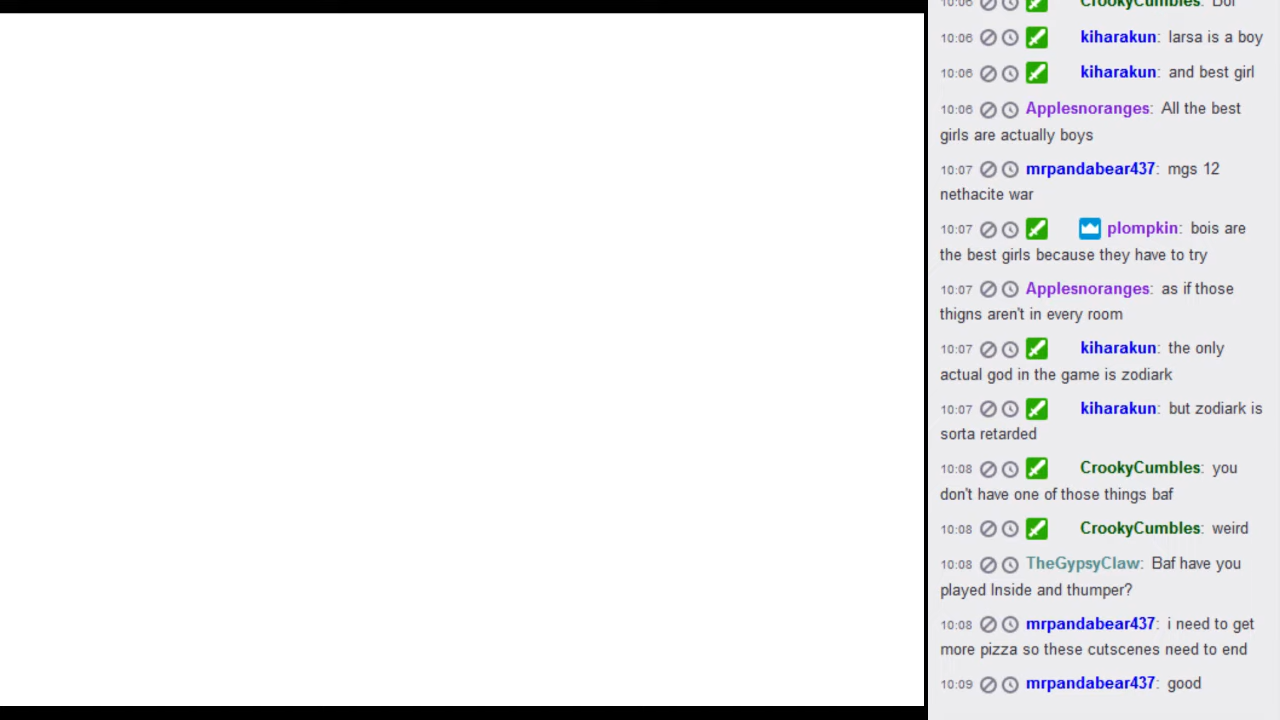 10:06 CrookyCumbles: Boi
10:06 kiharakun: larsa is a boy
10:06 kiharakun: and best girl
10:06 Applesnoranges: All the best
girls are actually boys
10:07 mrpandabear437: mgs 12
nethacite war
10:07 plompkin: bois are
the best girls because they have to try
10:07 Applesnoranges: as if those
thigns aren't in every room
10:07 kiharakun: the only
actual god in the game is zodiark
10:07 kiharakun: but zodiark is
sorta retarded
10:08 CrookyCumbles: you
don't have one of those things baf
10:08 CrookyCumbles: weird
10:08 TheGypsyClaw: Baf have you
played Inside and thumper?
10:08 mrpandabear437: i need to get
more pizza so these cutscenes need to end
10:09 mrpandabear437: good